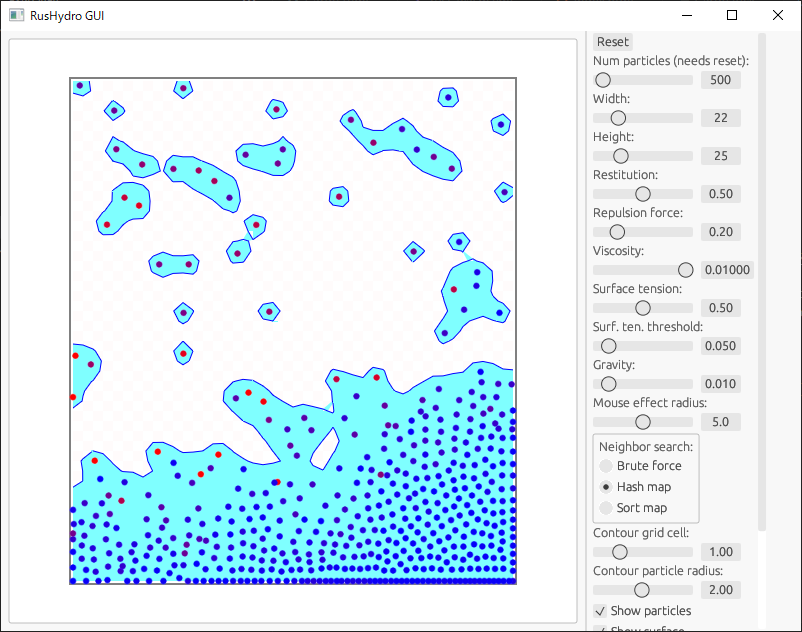 RusHydro GUI
Reset
Num particles (needs reset):
500
Width:
22
Height:
25
Restitution:
0.50
Repulsion force:
0.20
Viscosity:
0.01000
Surface tension:
0.50
Surf. ten. threshold:
0.050
Gravity:
0.010
Mouse effect radius:
5.0
Neighbor search:
Brute force
Hash map
Sort map
Contour grid cell:
1.00
Contour particle radius:
2.00
Show particles
Show surface